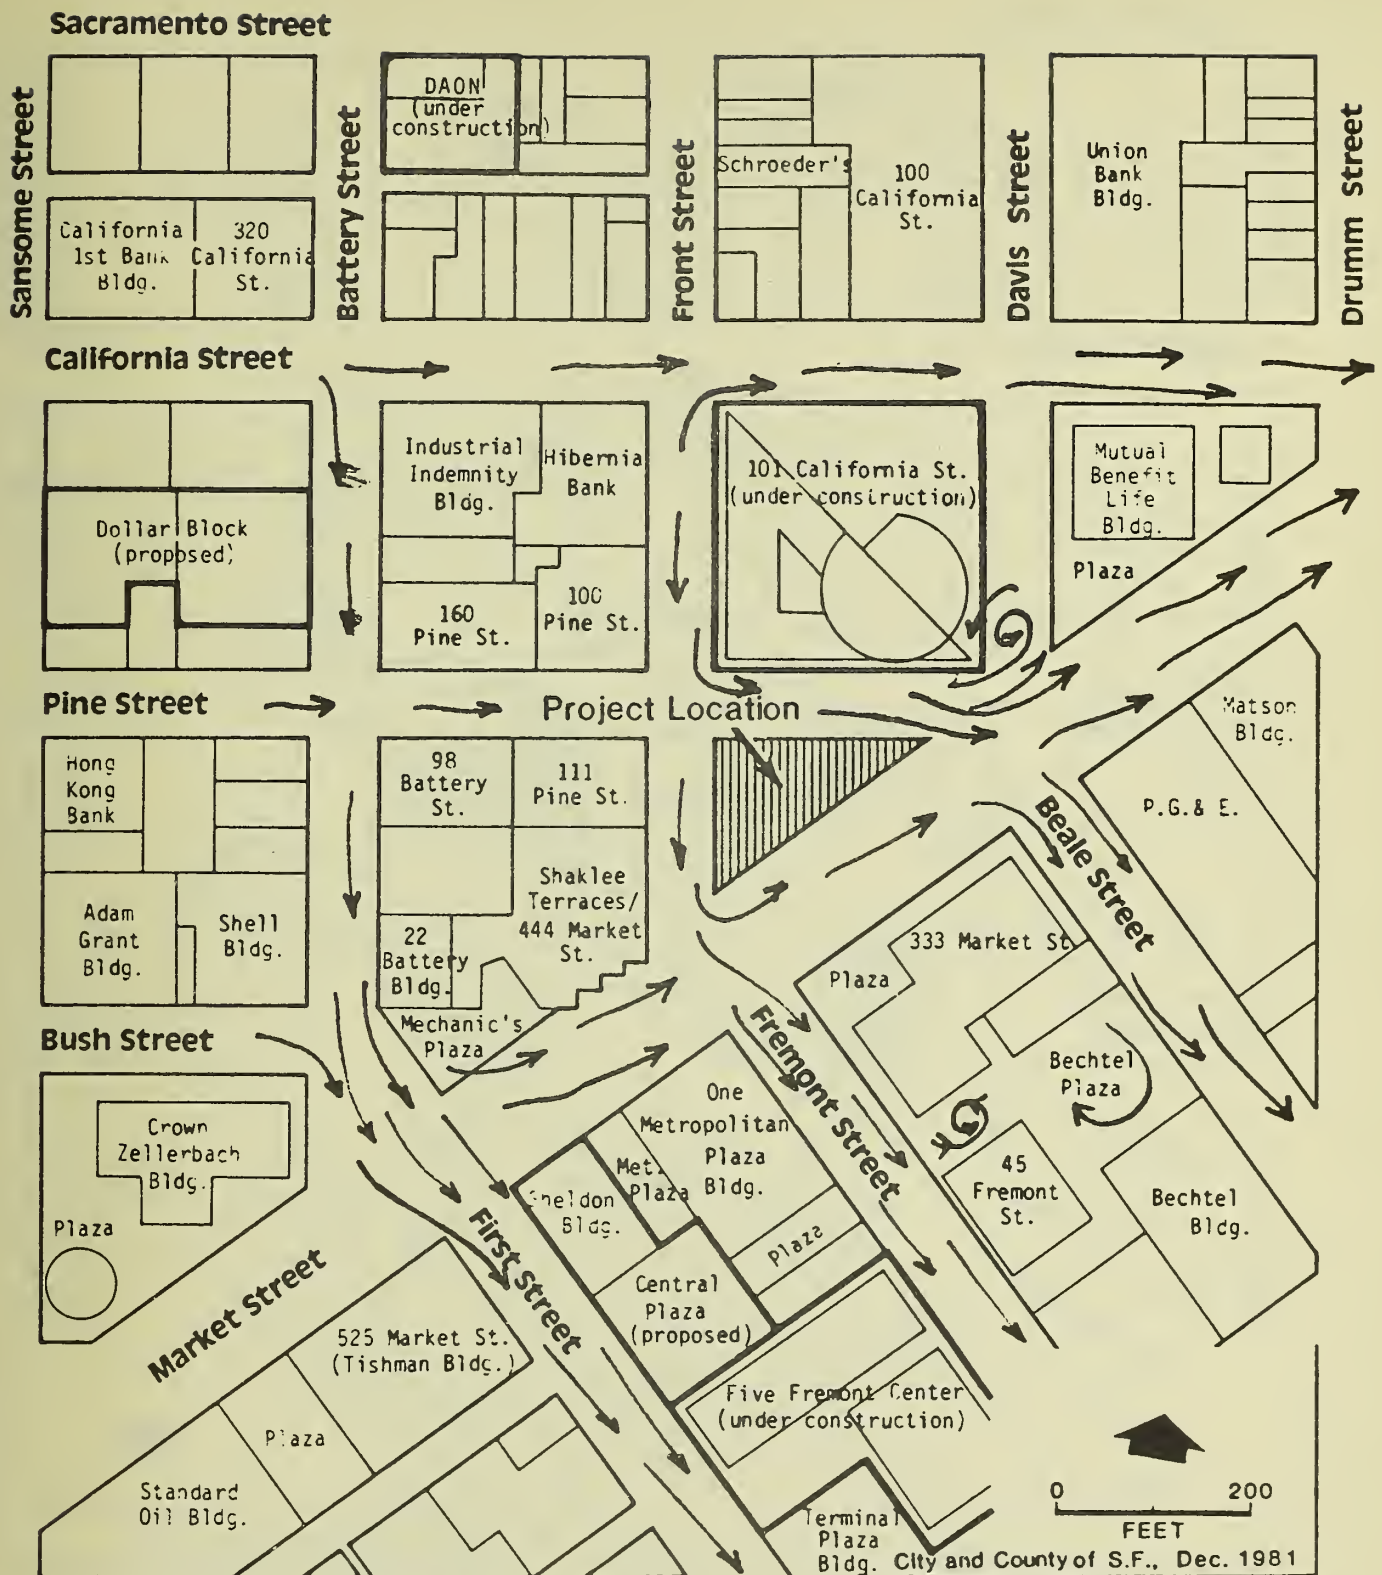 Sacramento Street
Sansome Street
Battery Street
Front Street
Davis Street
Drumm Street
DAON
(under
construction)
Schroeder's
100
California
St.
Union
Bank
Bldg.
California
1st Bank
Bldg.
320
California
St.
California Street
Industrial
Indemnity
Bldg.
Hibernia
Bank
101 California St.
(under construction)
Mutual
Benefit
Life
Bldg.
Plaza
Dollar Block
(proposed)
160
Pine St.
100
Pine St.
Pine Street
Project Location
Matson
Bldg.
P.G.& E.
Hong
Kong
Bank
98
Battery
St.
111
Pine St.
Beale Street
Adam
Grant
Bldg.
Shell
Bldg.
22
Battery
Bldg.
Shaklee
Terraces/
444 Market
St.
333 Market St
Plaza
Mechanic's
Plaza
Bush Street
Fremont Street
Bechtel
Plaza
Crown
Zellerbach
Bldg.
Plaza
One
Metropolitan
Plaza
Bldg.
Met.
Plaza
Sheldon
Bldg.
Plaza
45
Fremont
St.
Bechtel
Bldg.
First Street
Market Street
Central
Plaza
(proposed)
525 Market St.
(Tishman Bldg.)
Plaza
Standard
Oil Bldg.
Five Fremont Center
(under construction)
Terminal
Plaza
Bldg.
0 200
FEET
City and County of S.F., Dec. 1981